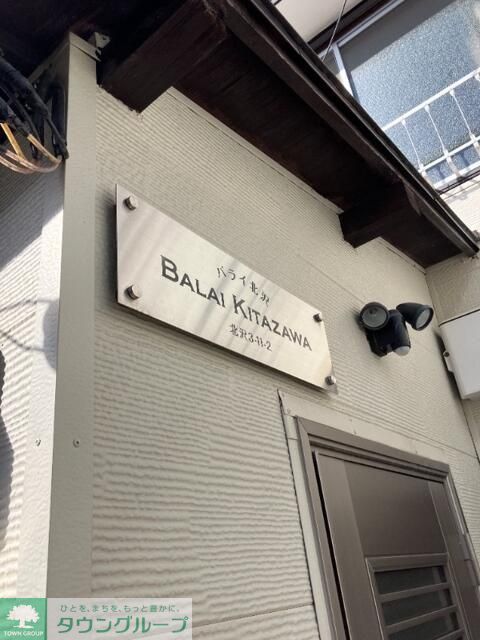 バライ北沢
BALAI KITAZAWA
北沢3-11-2
TOWN GROUP
ひとを、まちを、もっと豊かに。
タウングループ